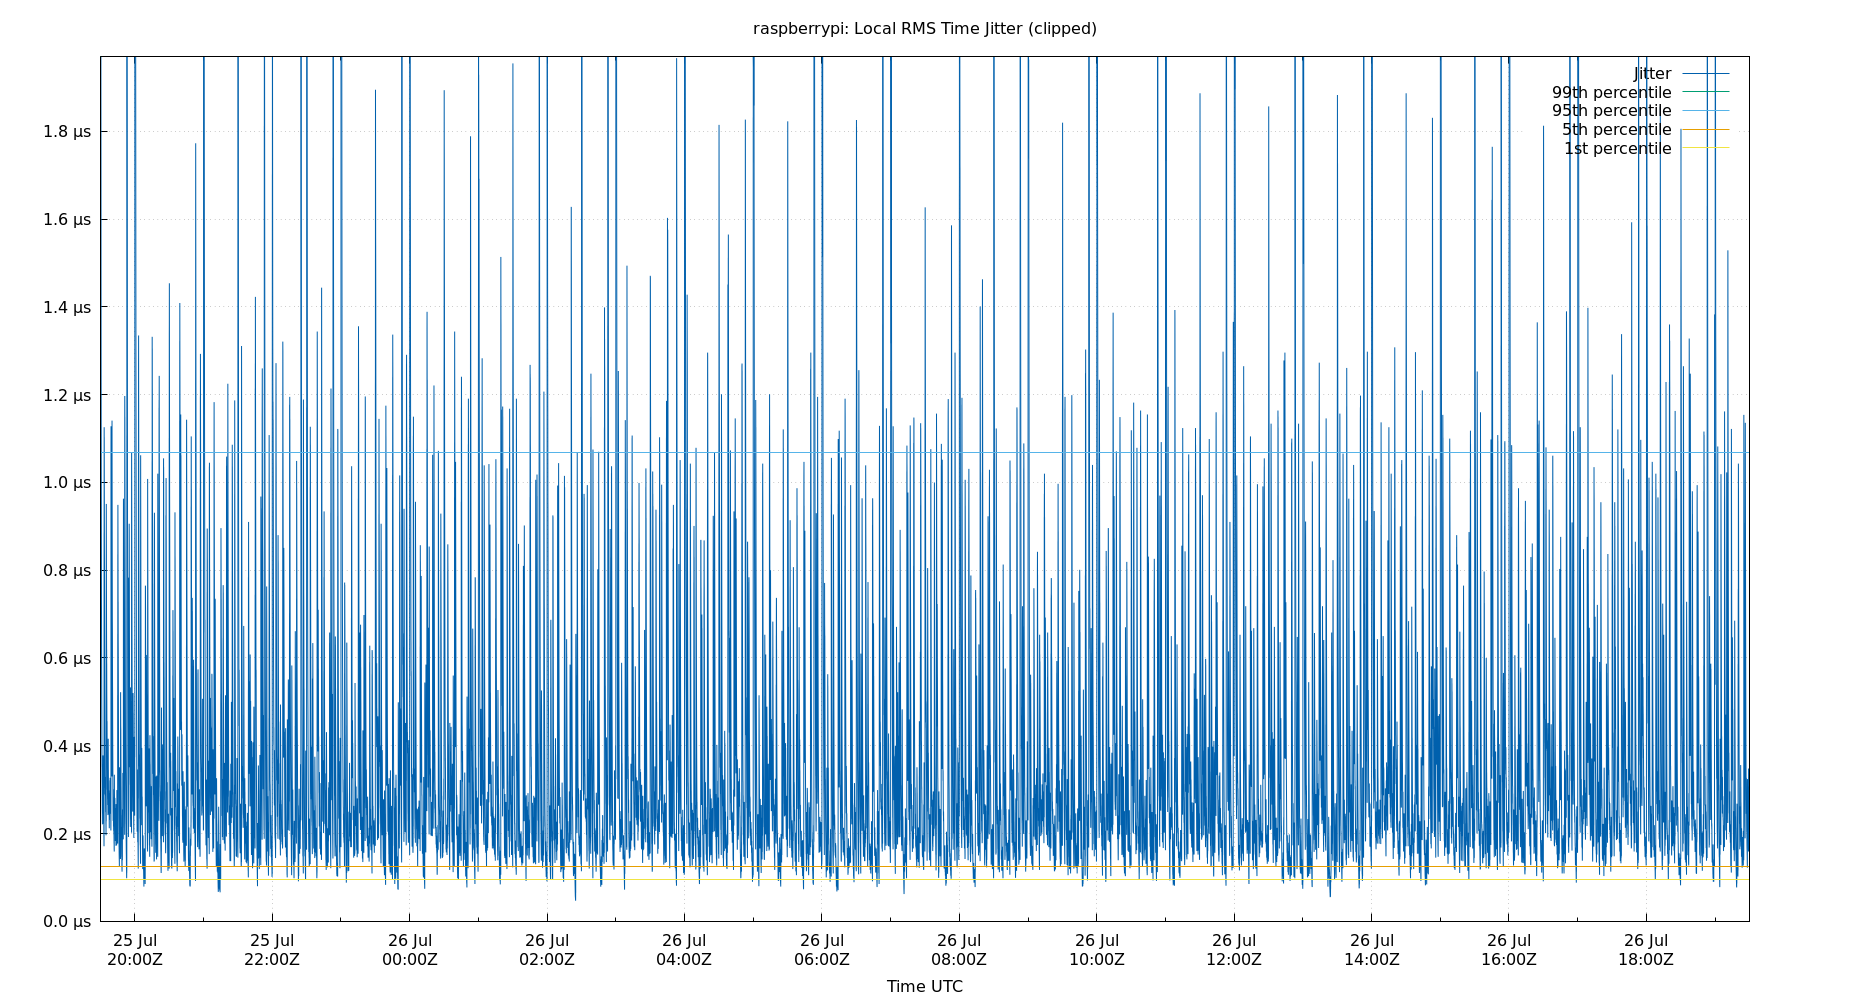 raspberrypi: Local RMS Time Jitter (clipped)
Jitter
99th percentile
95th percentile
5th percentile
1st percentile
1.8 µs
1.6 µs
1.4 µs
1.2 µs
1.0 µs
0.8 µs
0.6 µs
0.4 µs
0.2 µs
0.0 µs
25 Jul 25 Jul 26 Jul 26 Jul 26 Jul 26 Jul 26 Jul 26 Jul 26 Jul 26 Jul 26 Jul 26 Jul
20:00Z 22:00Z 00:00Z 02:00Z 04:00Z 06:00Z 08:00Z 10:00Z 12:00Z 14:00Z 16:00Z 18:00Z
Time UTC